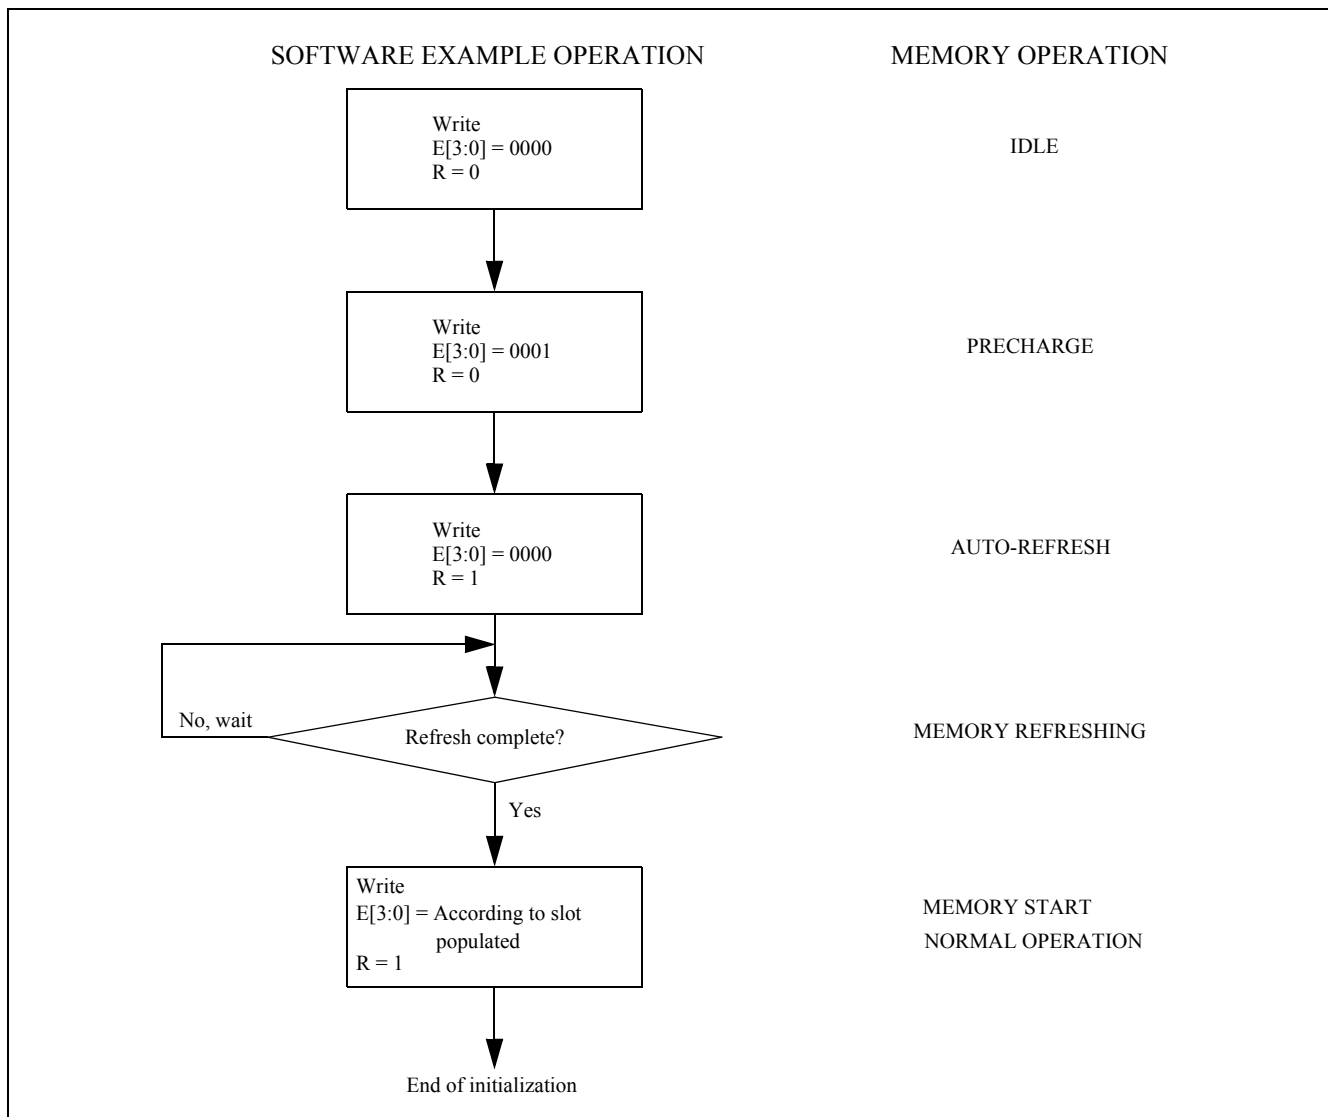 SOFTWARE EXAMPLE OPERATION
MEMORY OPERATION
Write
E[3:0] = 0000
R = 0
IDLE
Write
E[3:0] = 0001
R = 0
PRECHARGE
Write
E[3:0] = 0000
R = 1
AUTO-REFRESH
No, wait
Refresh complete?
MEMORY REFRESHING
Yes
Write
E[3:0] = According to slot
populated
R = 1
MEMORY START
NORMAL OPERATION
End of initialization